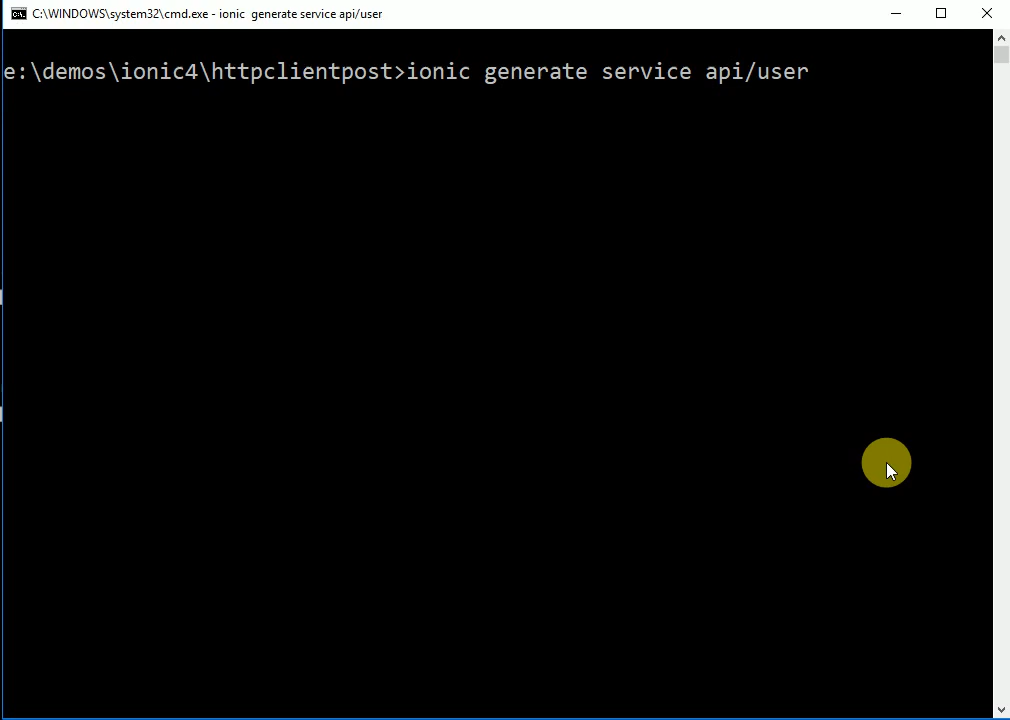 C:\WINDOWS\system32\cmd.exe - ionic  generate service api/user
e:\demos\ionic4\httpclientpost>ionic generate service api/user